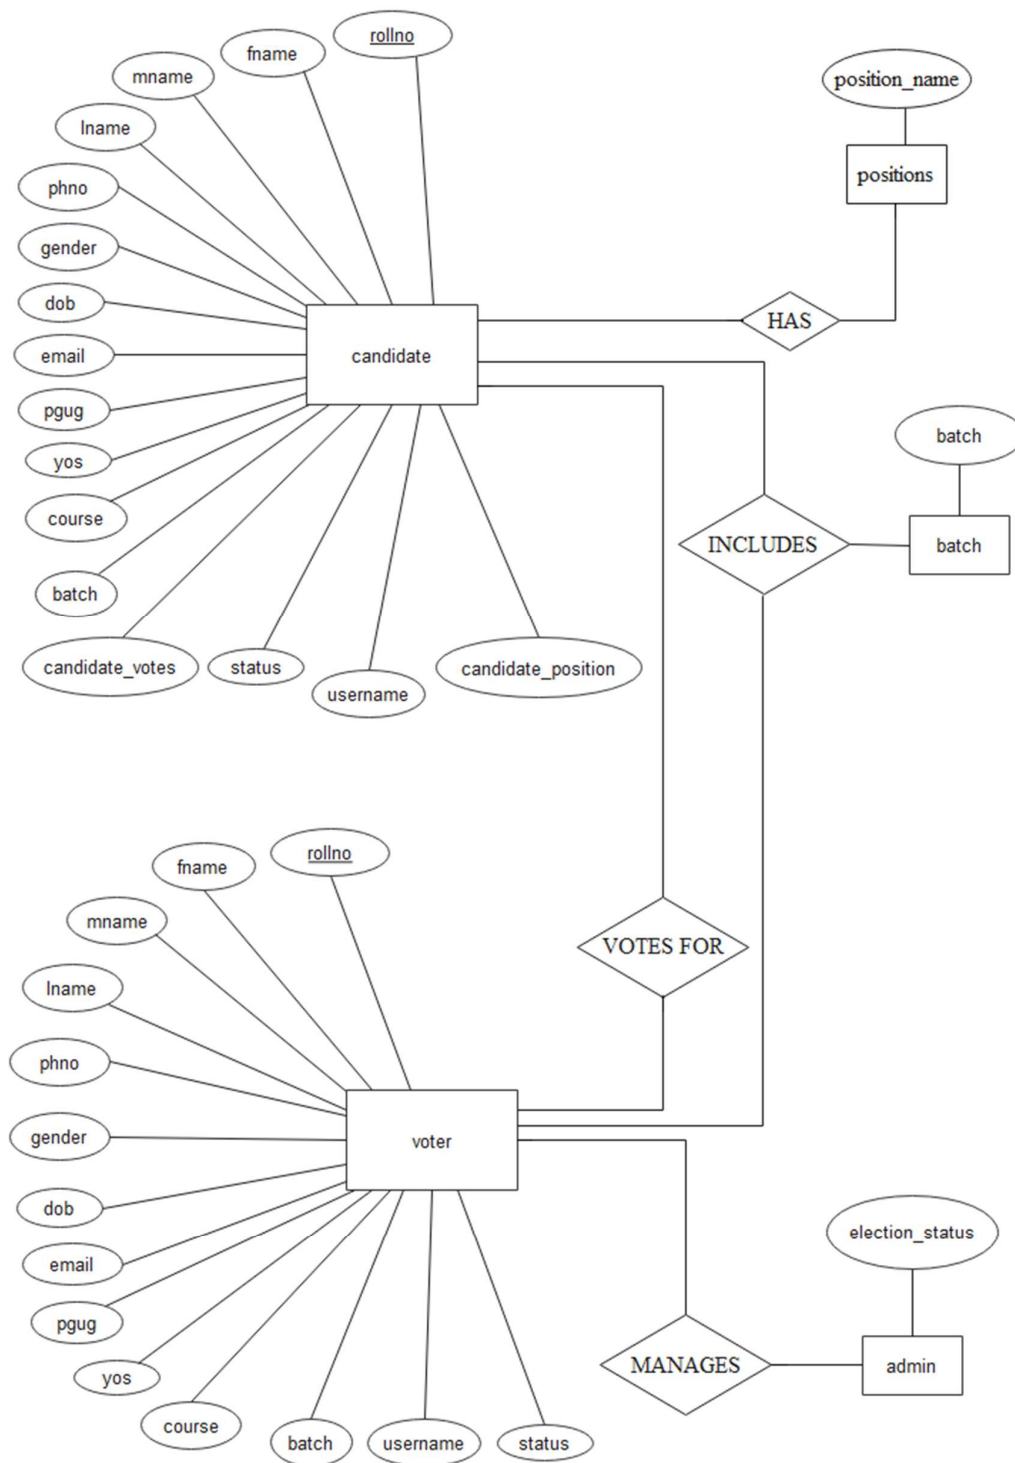 rollno
fname
mname
lname
phno
gender
dob
email
pgug
yos
course
batch
candidate_votes
status
username
candidate_position
candidate
position_name
positions
HAS
INCLUDES
batch
batch
VOTES FOR
rollno
fname
mname
lname
phno
gender
dob
email
pgug
yos
course
batch
username
status
voter
MANAGES
election_status
admin